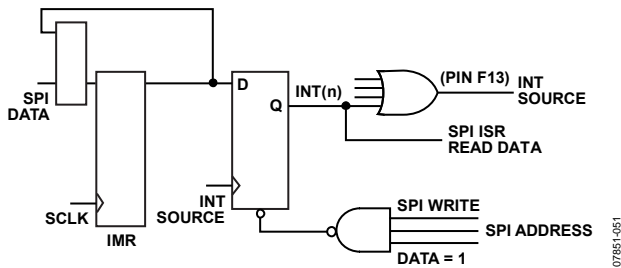 SPI
DATA
SCLK
IMR
D
Q
INT
SOURCE
INT(n)
(PIN F13)
INT
SOURCE
SPI ISR
READ DATA
SPI WRITE
SPI ADDRESS
DATA = 1
07851-051